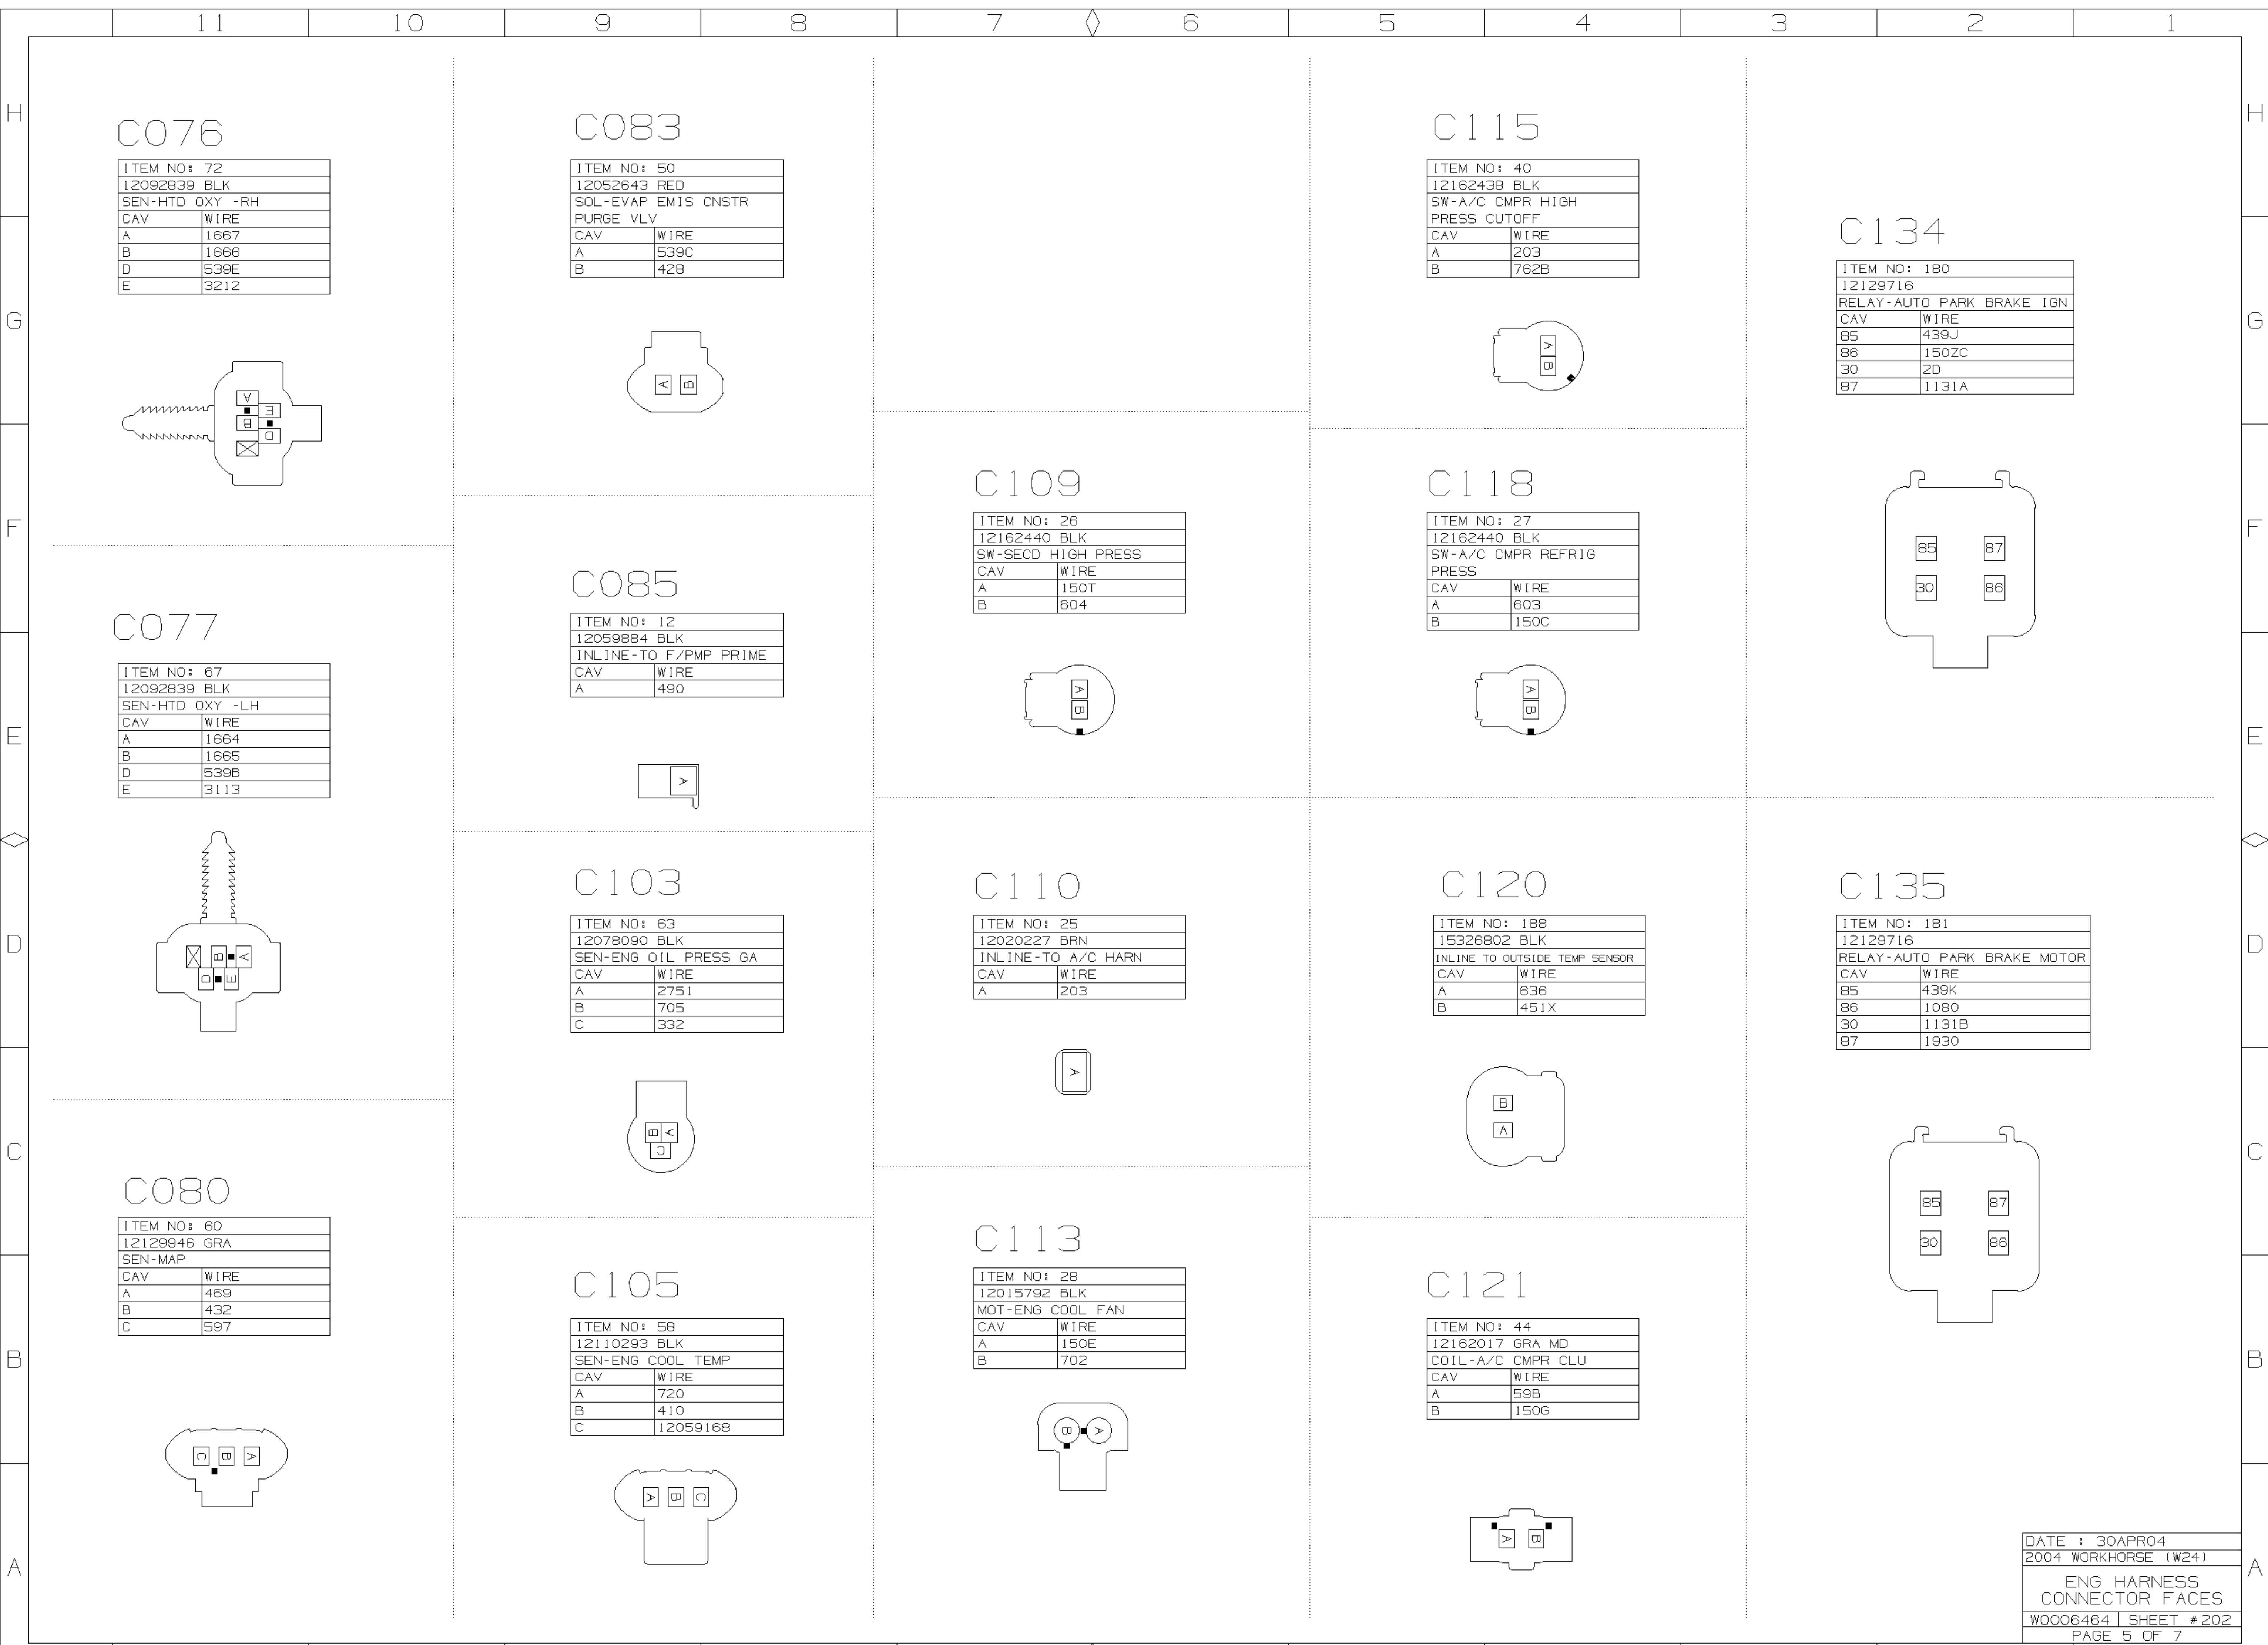 11 10 9 8 7 6 5 4 3 2 1
H H
G G
F F
E E
D D
C C
B B
A A
C076
ITEM NO: 72
12092839 BLK
SEN-HTD OXY -RH
CAV WIRE
A 1667
B 1666
D 539E
E 3212
A
E
B
D
C077
ITEM NO: 67
12092839 BLK
SEN-HTD OXY -LH
CAV WIRE
A 1664
B 1665
D 539B
E 3113
B A
D E
C080
ITEM NO: 60
12129946 GRA
SEN-MAP
CAV WIRE
A 469
B 432
C 597
C B A
C083
ITEM NO: 50
12052643 RED
SOL-EVAP EMIS CNSTR
PURGE VLV
CAV WIRE
A 539C
B 428
A B
C085
ITEM NO: 12
12059884 BLK
INLINE-TO F/PMP PRIME
CAV WIRE
A 490
A
C103
ITEM NO: 63
12078090 BLK
SEN-ENG OIL PRESS GA
CAV WIRE
A 2751
B 705
C 332
B A
C
C105
ITEM NO: 58
12110293 BLK
SEN-ENG COOL TEMP
CAV WIRE
A 720
B 410
C 12059168
A B C
C109
ITEM NO: 26
12162440 BLK
SW-SECD HIGH PRESS
CAV WIRE
A 150T
B 604
A
B
C110
ITEM NO: 25
12020227 BRN
INLINE-TO A/C HARN
CAV WIRE
A 203
A
C113
ITEM NO: 28
12015792 BLK
MOT-ENG COOL FAN
CAV WIRE
A 150E
B 702
B A
C115
ITEM NO: 40
12162438 BLK
SW-A/C CMPR HIGH
PRESS CUTOFF
CAV WIRE
A 203
B 762B
A
B
C118
ITEM NO: 27
12162440 BLK
SW-A/C CMPR REFRIG
PRESS
CAV WIRE
A 603
B 150C
A
B
C120
ITEM NO: 188
15326802 BLK
INLINE TO OUTSIDE TEMP SENSOR
CAV WIRE
A 636
B 451X
B
A
C121
ITEM NO: 44
12162017 GRA MD
COIL-A/C CMPR CLU
CAV WIRE
A 59B
B 150G
A B
C134
ITEM NO: 180
12129716
RELAY-AUTO PARK BRAKE IGN
CAV WIRE
85 439J
86 150ZC
30 2D
87 1131A
85 87
30 86
C135
ITEM NO: 181
12129716
RELAY-AUTO PARK BRAKE MOTOR
CAV WIRE
85 439K
86 1080
30 1131B
87 1930
85 87
30 86
DATE : 30APR04
2004 WORKHORSE (W24)
ENG HARNESS
CONNECTOR FACES
W0006464 SHEET #202
PAGE 5 OF 7